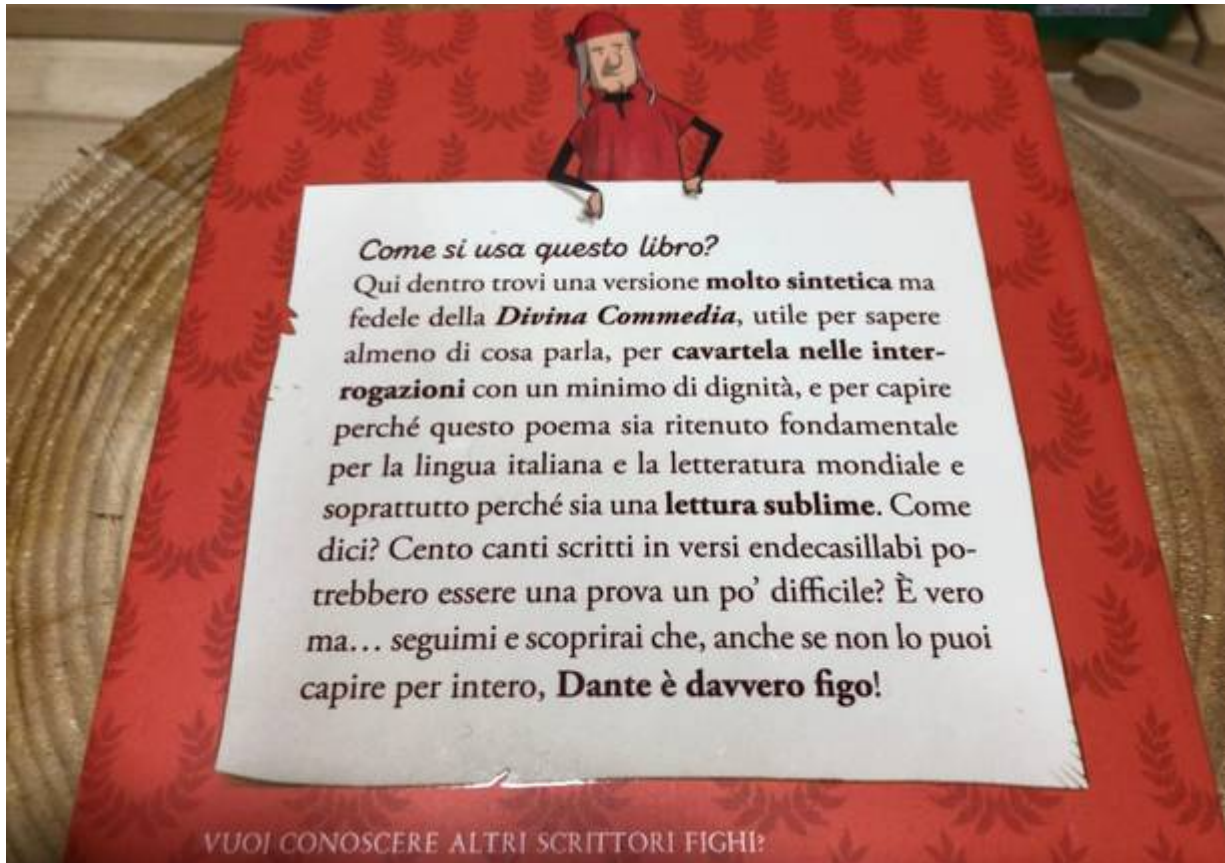 Come si usa questo libro?
Qui dentro trovi una versione molto sintetica ma
fedele della Divina Commedia, utile per sapere
almeno di cosa parla, per cavartela nelle inter-
rogazioni con un minimo di dignità, e per capire
perché questo poema sia ritenuto fondamentale
per la lingua italiana e la letteratura mondiale e
soprattutto perché sia una lettura sublime. Come
dici? Cento canti scritti in versi endecasillabi po-
trebbero essere una prova un po’ difficile? È vero
ma… seguimi e scoprirai che, anche se non lo puoi
capire per intero, Dante è davvero figo!
VUOI CONOSCERE ALTRI SCRITTORI FIGHI?